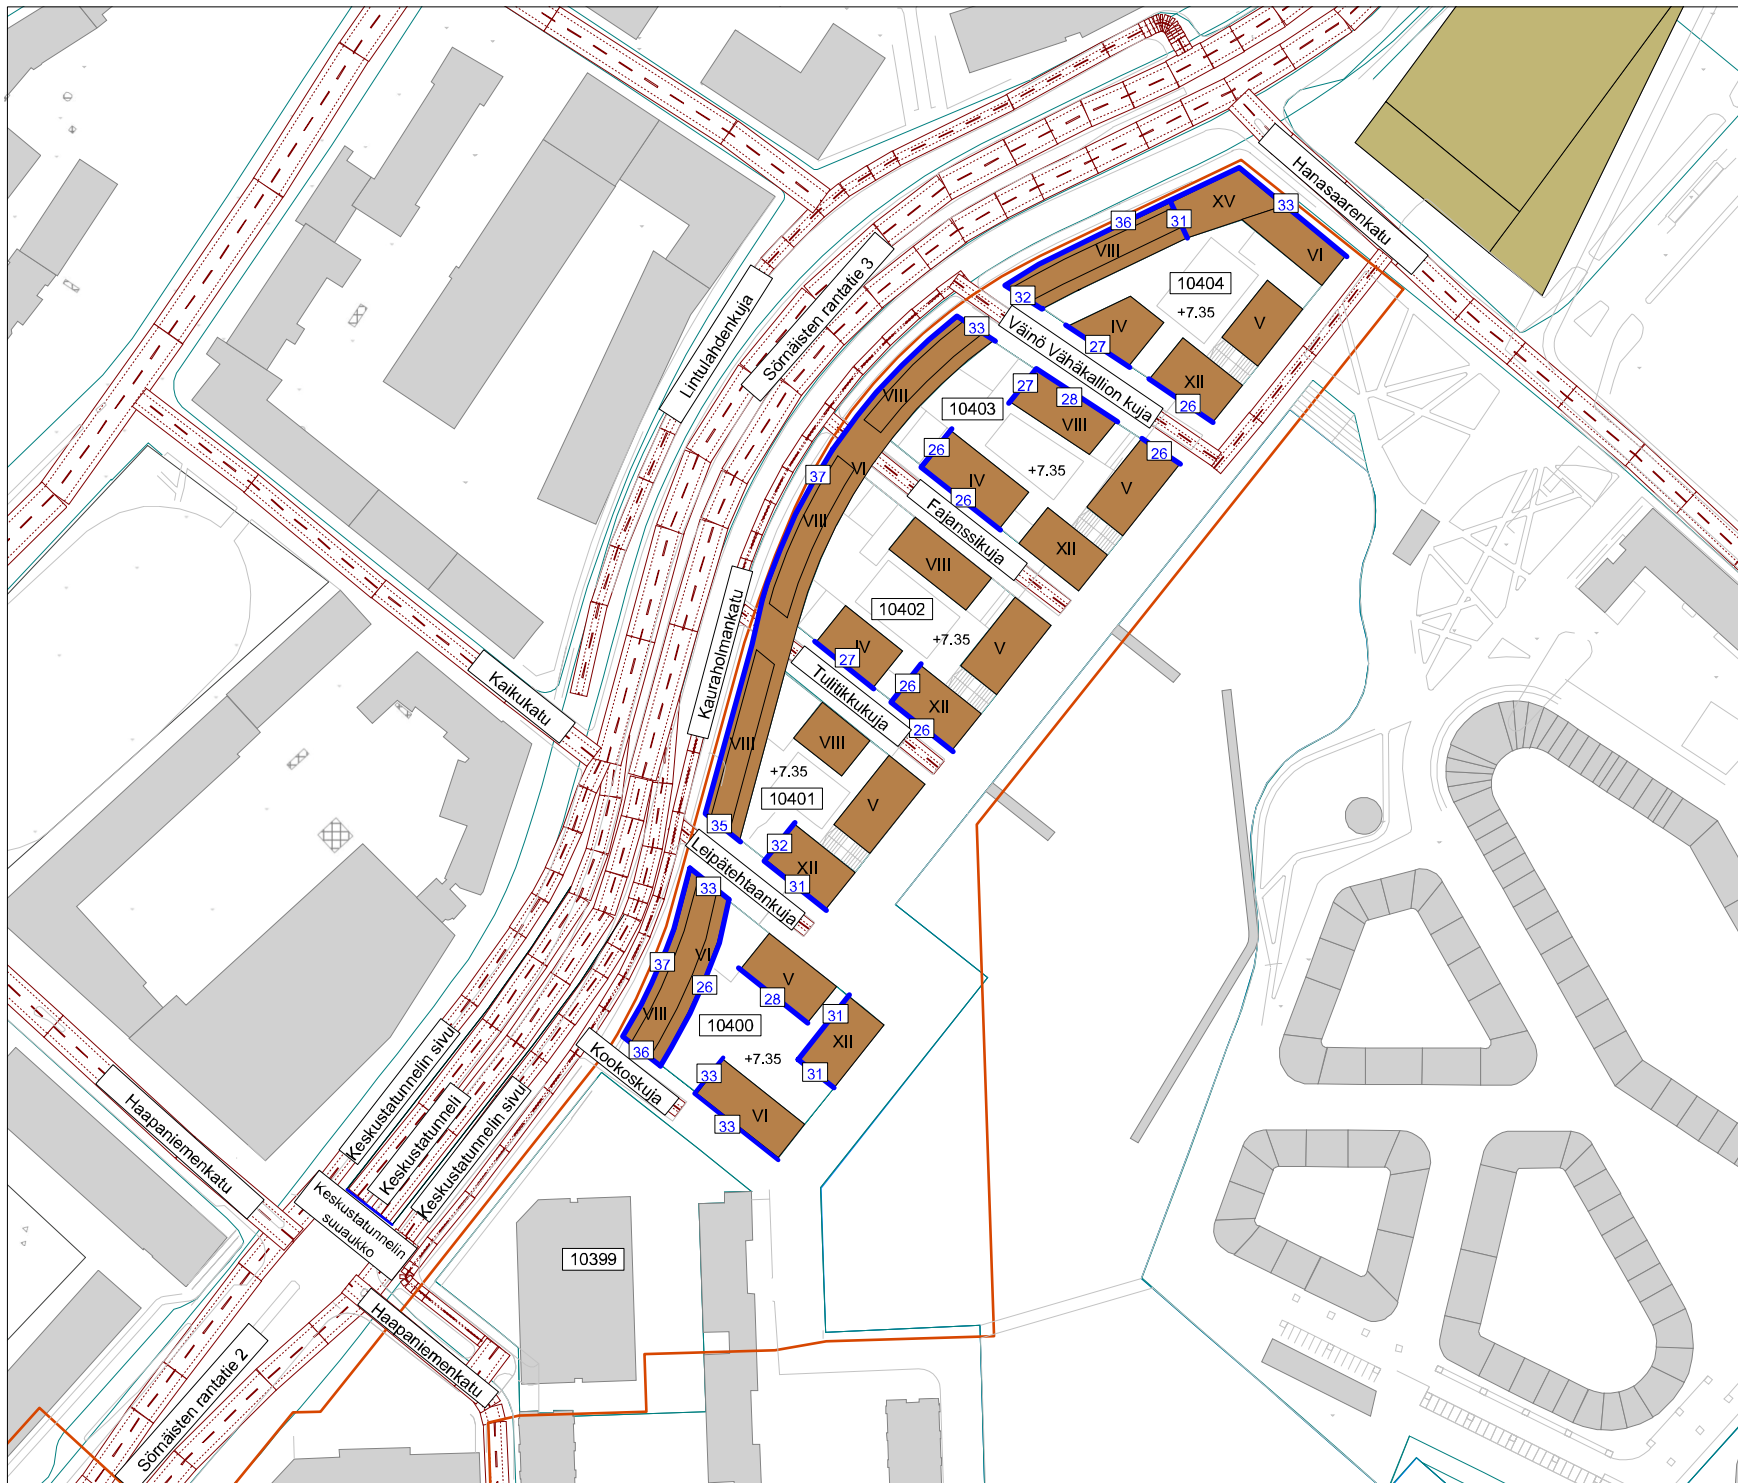 Hanasaarenkatu
XV
33
36
31
VIII
VI
10404
+7.35
32
V
IV
27
XII
26
Väinö Vähäkallion kuja
Lintulahdenkuja
Sörnäisten rantatie 3
33
VIII
27
28
10403
VIII
26
26
37
VI
IV
+7.35
V
26
VIII
Fajanssikuja
XII
VIII
10402
+7.35
Kauraholmankatu
IV
V
27
26
XII
Tulitikkukuja
26
Kaikukatu
VIII
VIII
+7.35
10401
V
35
32
XII
31
Leipätehtaankuja
33
VI
37
26
V
28
31
VIII
10400
XII
36
+7.35
33
31
Kookoskuja
VI
33
Keskustatunnelin sivu
Keskustatunneli
Keskustatunnelin sivu
Haapaniemenkatu
Keskustatunnelin
suuaukko
10399
Haapaniemenkatu
Sörnäisten rantatie 2